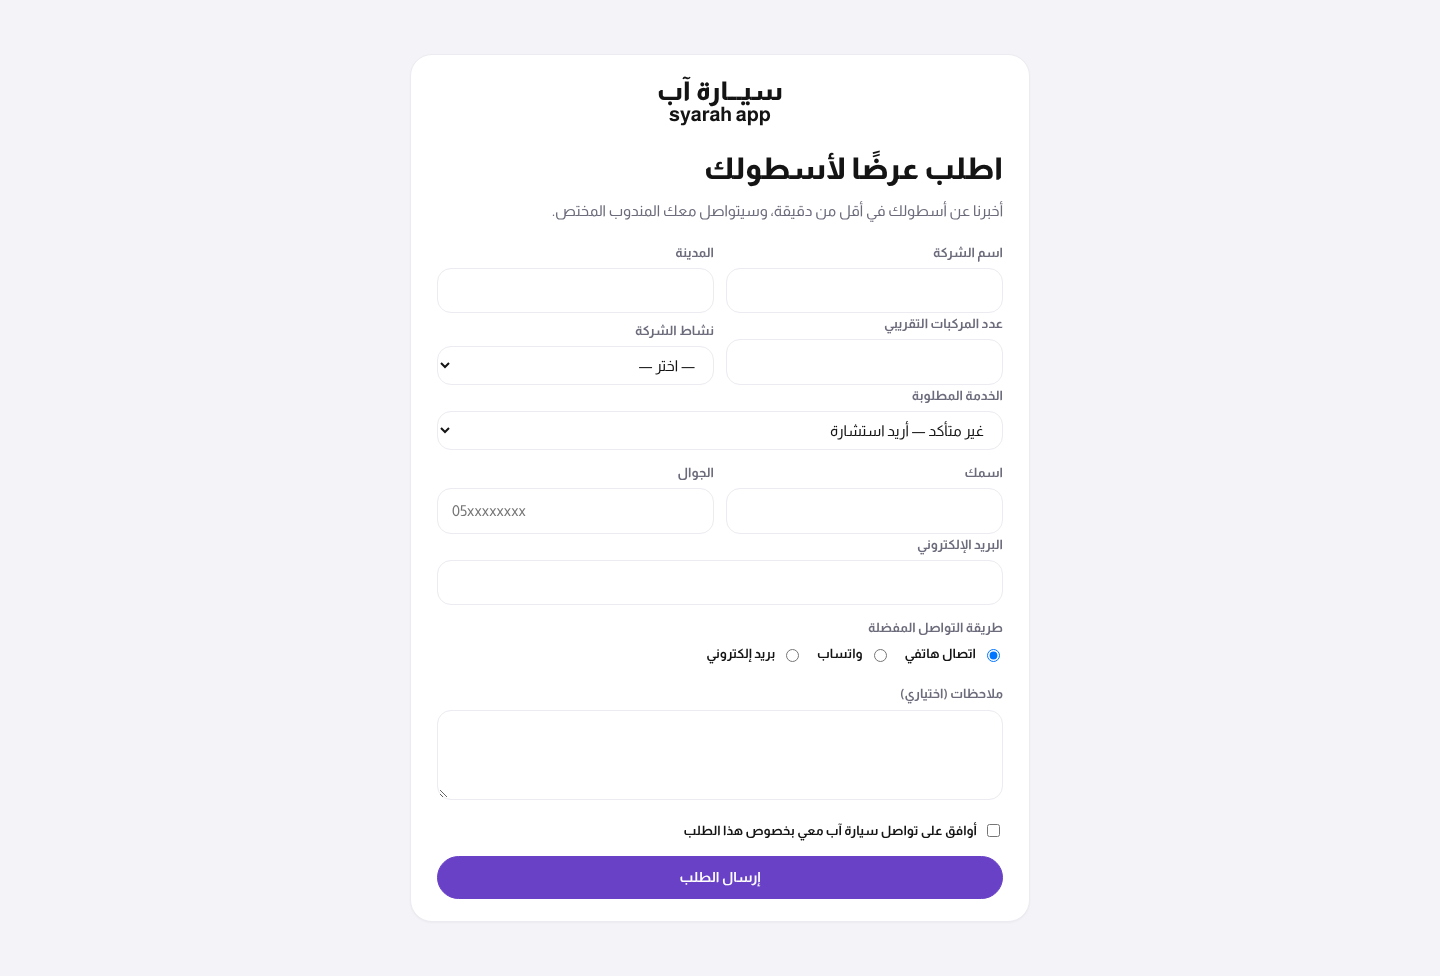 سيــارة آب
syarah app
اطلب عرضًا لأسطولك
أخبرنا عن أسطولك في أقل من دقيقة، وسيتواصل معك المندوب المختص.
اسم الشركة
المدينة
عدد المركبات التقريبي
نشاط الشركة
— اختر —
الخدمة المطلوبة
غير متأكد — أريد استشارة
اسمك
الجوال
05xxxxxxxx
البريد الإلكتروني
طريقة التواصل المفضلة
اتصال هاتفي
واتساب
بريد إلكتروني
ملاحظات (اختياري)
أوافق على تواصل سيارة آب معي بخصوص هذا الطلب
إرسال الطلب